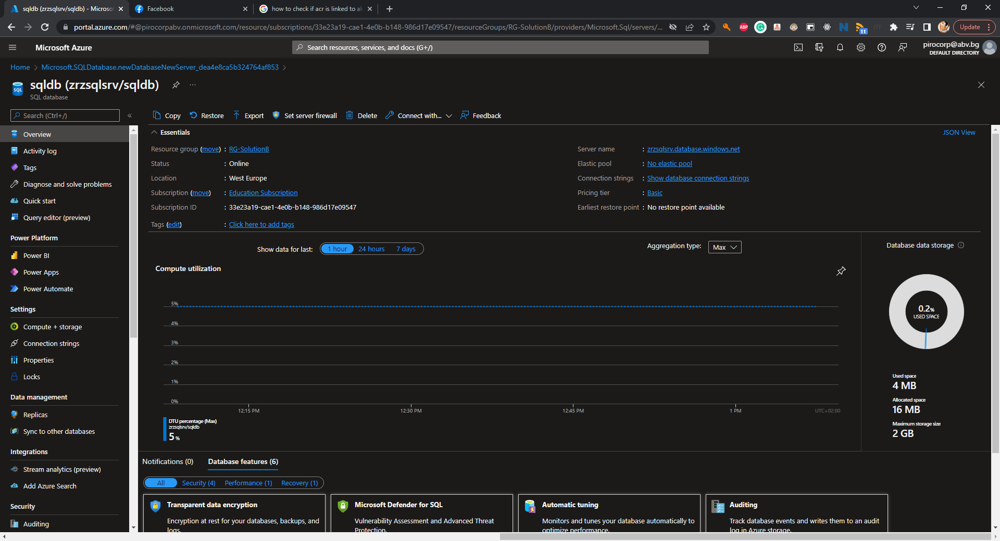 sqldb (zrzsqlsrv/sqldb) - Microso
Facebook
how to check if acr is linked to ak
portal.azure.com/#@pirocorpabv.onmicrosoft.com/resource/subscriptions/33e23a19-cae1-4e0b-b148-986d17e09547/resourceGroups/RG-SolutionB/providers/Microsoft.Sql/servers/...
ABP
11
Update
Microsoft Azure
Search resources, services, and docs (G+/)
pirocorp@abv.bg
DEFAULT DIRECTORY
Home > Microsoft.SQLDatabase.newDatabaseNewServer_dea4e8ca5b324764af853 >
SQL
sqldb (zrzsqlsrv/sqldb)
...
SQL database
Search (Ctrl+/)
«
Copy
Restore
Export
Set server firewall
Delete
Connect with...
Feedback
Overview
Activity log
Tags
Diagnose and solve problems
Quick start
Query editor (preview)
Power Platform
Power BI
Power Apps
Power Automate
Settings
Compute + storage
Connection strings
Properties
Locks
Data management
Replicas
Sync to other databases
Integrations
Stream analytics (preview)
Add Azure Search
Security
Auditing
Essentials
JSON View
Resource group (move) : RG-SolutionB
Status : Online
Location : West Europe
Subscription (move) : Education Subscription
Subscription ID : 33e23a19-cae1-4e0b-b148-986d17e09547
Tags (edit) : Click here to add tags
Server name : zrzsqlsrv.database.windows.net
Elastic pool : No elastic pool
Connection strings : Show database connection strings
Pricing tier : Basic
Earliest restore point : No restore point available
Show data for last: 1 hour 24 hours 7 days
Aggregation type: Max
Compute utilization
5%
4%
3%
2%
1%
0%
12:15 PM
12:30 PM
12:45 PM
1 PM
UTC+02:00
DTU percentage (Max)
zrzsqlsrv/sqldb
5 %
Database data storage
0.2%
USED SPACE
Used space
4 MB
Allocated space
16 MB
Maximum storage size
2 GB
Notifications (0)
Database features (6)
All
Security (4)
Performance (1)
Recovery (1)
Transparent data encryption
Encryption at rest for your databases, backups, and
logs.
Microsoft Defender for SQL
Vulnerability Assessment and Advanced Threat
Protection.
Automatic tuning
Monitors and tunes your database automatically to
optimize performance.
Auditing
Track database events and writes them to an audit
log in Azure storage.